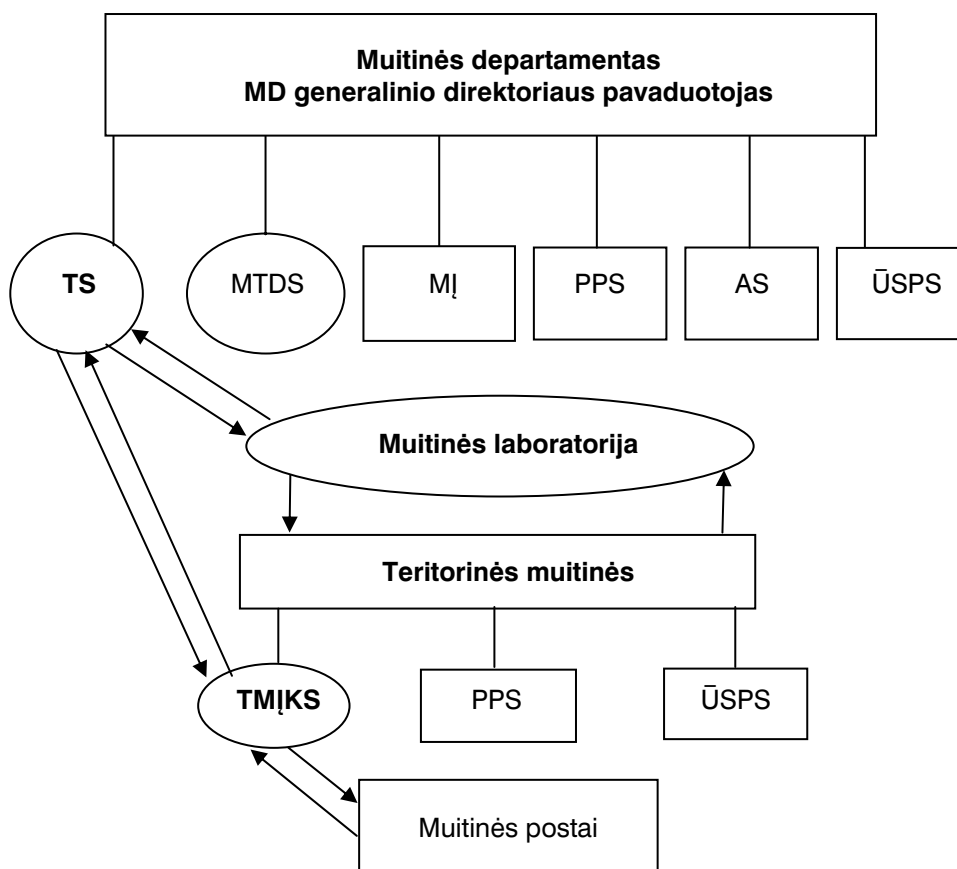 Muitinės departamentas
MD generalinio direktoriaus pavaduotojas
TS
MTDS
MĮ
PPS
AS
ŪSPS
Muitinės laboratorija
Teritorinės muitinės
TMĮKS
PPS
ŪSPS
Muitinės postai